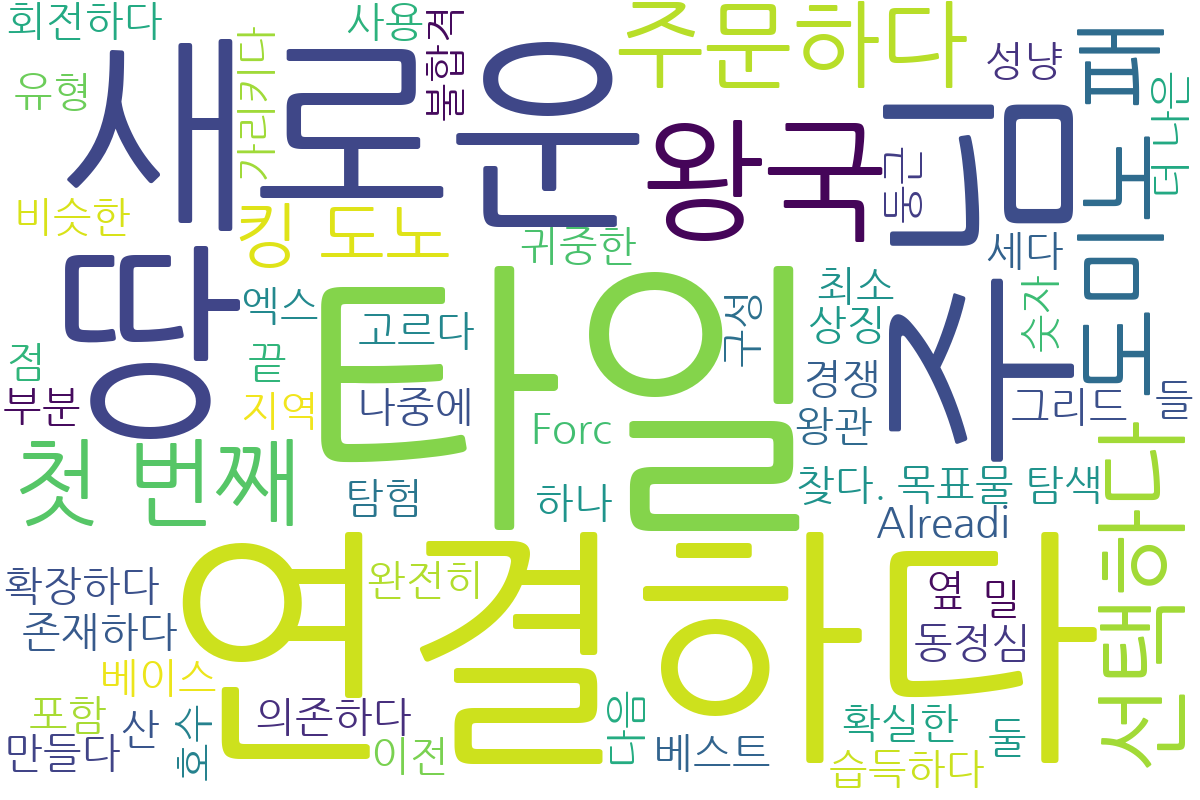 회전하다
사용
불합격
주문하다
성냥
패
유형
가리키다
새로운
왕국
님
둥근
더 나은
비슷한
킹 도노
귀중한
세다
도미노
땅
엑스
타일
구성
최소
상징
숫자
고르다
점
끝
경쟁
자
부분
지역
나중에
Forc
왕관
그리드
들
첫 번째
탐험
하나
찾다. 목표물 탐색
Alreadi
선택하다
연결하다
확장하다
완전히
옆
밀
존재하다
동정심
베이스
포함
산
호수
의존하다
다음
확실한
둘
만들다
이전
베스트
습득하다